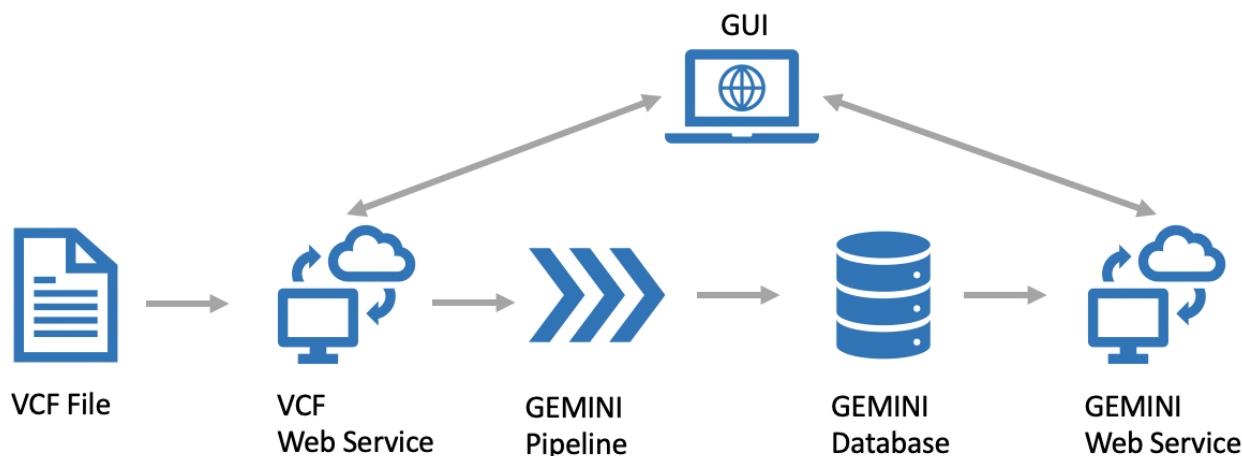 GUI
VCF File
VCF
Web Service
GEMINI
Pipeline
GEMINI
Database
GEMINI
Web Service